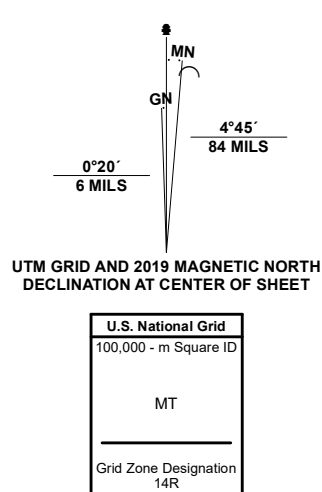 MN
GN
4°45´
84 MILS
0°20´
6 MILS
UTM GRID AND 2019 MAGNETIC NORTH
DECLINATION AT CENTER OF SHEET
U.S. National Grid
100,000 - m Square ID
MT
Grid Zone Designation
14R